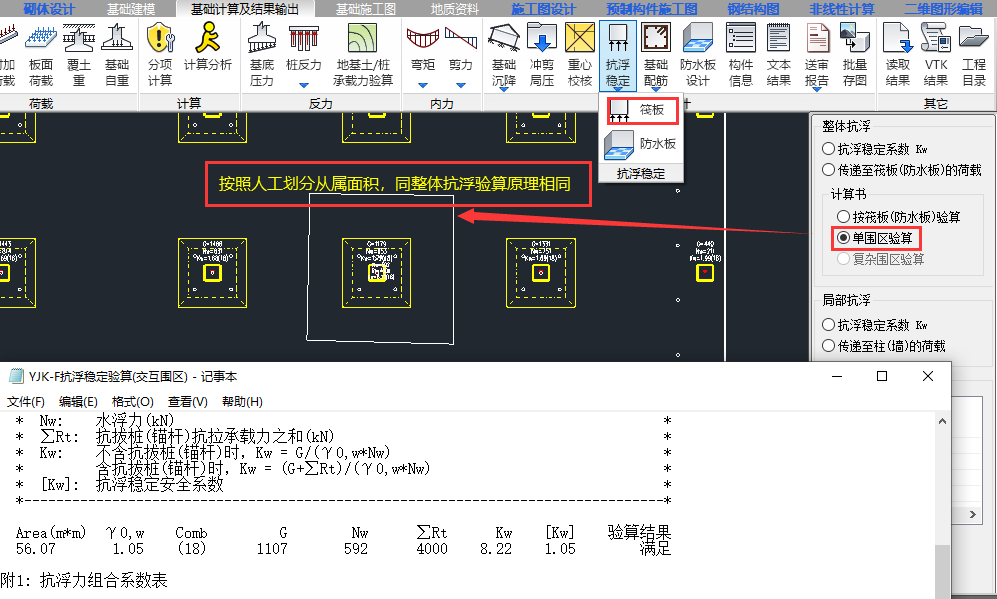 砌体设计 基础建模 基础计算及结果输出 基础施工图 地质资料 施工图设计 预制构件施工图 钢结构图 非线性计算 二维图形编辑
加 板面 覆土 基础 分项 计算分析 基底 桩反力 地基土/桩 弯矩 剪力 基础 冲剪 重心 抗浮 基础 防水板 构件 文本 送审 批量 读取 VTK 工程
荷载 荷载 重 自重 计算 压力 承载力验算 沉降 局压 校核 稳定 配筋 设计 信息 结果 报告 存图 结果 结果 目录
荷载 计算 反力 内力 计 其它
筏板
防水板
抗浮稳定
按照人工划分从属面积，同整体抗浮验算原理相同
整体抗浮
抗浮稳定系数 Kw
传递至筏板(防水板)的荷载
计算书
按筏板(防水板)验算
单围区验算
复杂围区验算
局部抗浮
抗浮稳定系数 Kw
传递至柱(墙)的荷载
YJK-F抗浮稳定验算(交互围区) - 记事本
文件(F) 编辑(E) 格式(O) 查看(V) 帮助(H)
* Nw: 水浮力(kN) *
* ∑Rt: 抗拔桩(锚杆)抗拉承载力之和(kN) *
* Kw: 不含抗拔桩(锚杆)时, Kw = G/(γ0,w*Nw) *
* 含抗拔桩(锚杆)时, Kw = (G+∑Rt)/(γ0,w*Nw) *
* [Kw]: 抗浮稳定安全系数 *
*--------------------------------------------------------------------------------*
Area(m*m) γ0,w Comb G Nw ∑Rt Kw [Kw] 验算结果
56.07 1.05 (18) 1107 592 4000 8.22 1.05 满足
附1: 抗浮力组合系数表